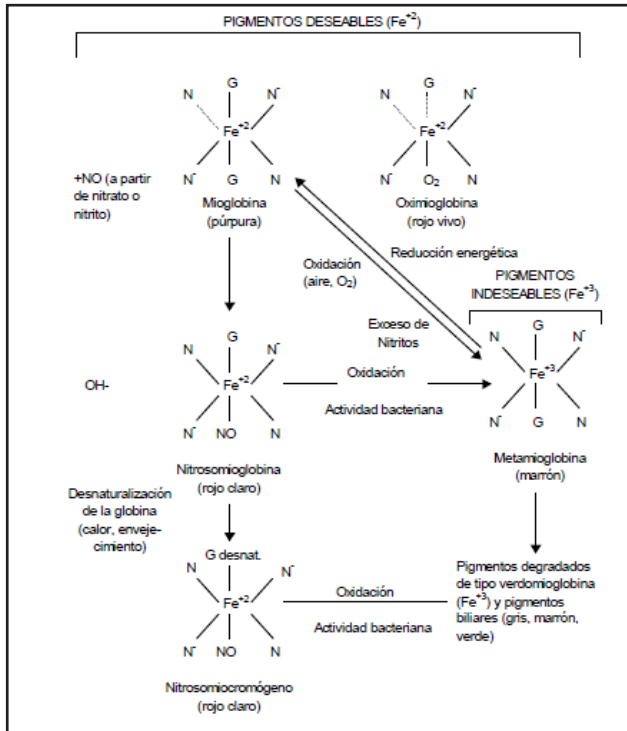 PIGMENTOS DESEABLES (Fe+2)
G
N
N-
Fe+2
N-
G
N
Mioglobina
(púrpura)
G
N
N-
Fe+2
N-
O2
N
Oximioglobina
(rojo vivo)
+NO (a partir
de nitrato o
nitrito)
Reducción energética
Oxidación
(aire, O2)
Exceso de
Nitritos
PIGMENTOS
INDESEABLES (Fe+3)
G
N
N-
Fe+3
N-
G
N
Metamioglobina
(marrón)
OH-
G
N
N-
Fe+2
N-
NO
N
Nitrosomioglobina
(rojo claro)
Oxidación
Actividad bacteriana
Desnaturalización
de la globina
(calor, enveje-
cimiento)
G desnat.
N
N-
Fe+2
N-
NO
N
Nitrosomiocromógeno
(rojo claro)
Oxidación
Actividad bacteriana
Pigmentos degradados
de tipo verdomioglobina
(Fe+3) y pigmentos
biliares (gris, marrón,
verde)